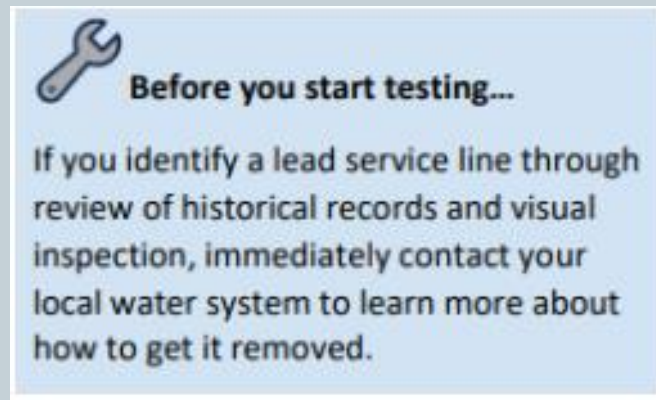 Before you start testing...
If you identify a lead service line through
review of historical records and visual
inspection, immediately contact your
local water system to learn more about
how to get it removed.